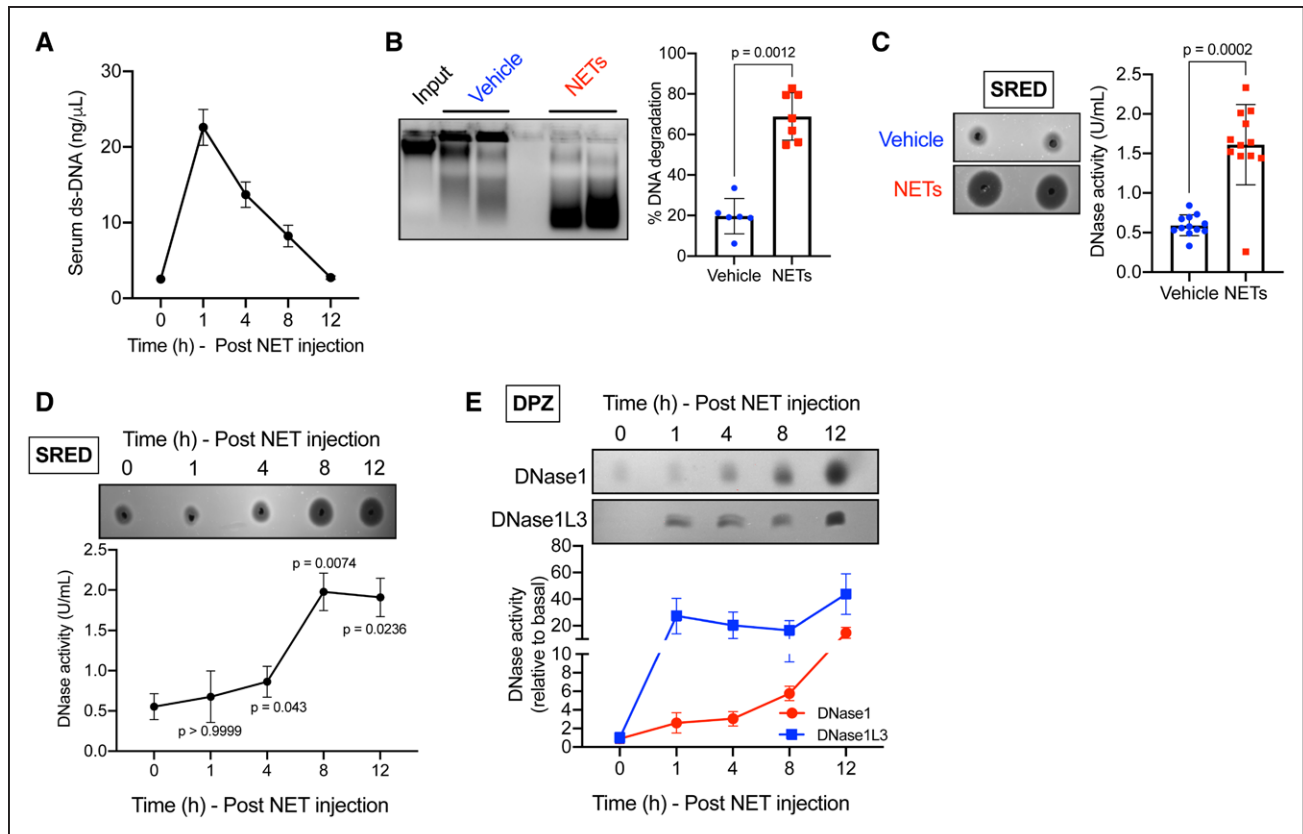 A
30
20
10
0
Serum ds-DNA (ng/μL)
0 1 4 8 12
Time (h) - Post NET injection
B
Input
Vehicle
NETs
p = 0.0012
100
80
60
40
20
0
% DNA degradation
Vehicle NETs
C
SRED
Vehicle
NETs
p = 0.0002
2.5
2.0
1.5
1.0
0.5
0.0
DNase activity (U/mL)
Vehicle NETs
D
SRED
Time (h) - Post NET injection
0 1 4 8 12
2.5
2.0
1.5
1.0
0.5
0.0
DNase activity (U/mL)
p = 0.0074
p = 0.0236
p = 0.043
p > 0.9999
0 1 4 8 12
Time (h) - Post NET injection
E
DPZ
Time (h) - Post NET injection
0 1 4 8 12
DNase1
DNase1L3
80
60
40
20
10
8
6
4
2
0
DNase activity
(relative to basal)
DNase1
DNase1L3
0 1 4 8 12
Time (h) - Post NET injection